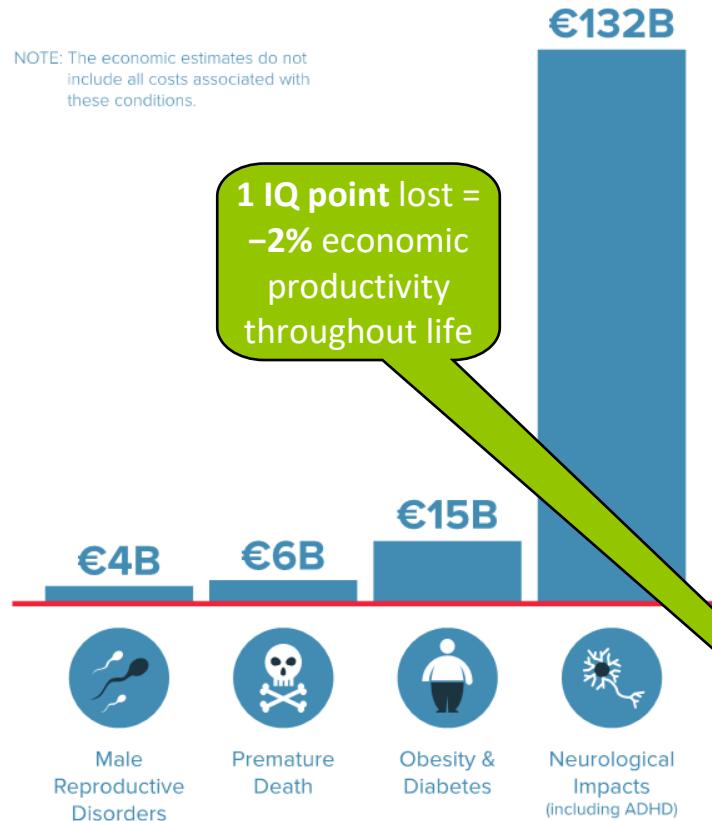 €132B
NOTE: The economic estimates do not
include all costs associated with
these conditions.
1 IQ point lost =
−2% economic
productivity
throughout life
€15B
€4B
€6B
Male
Reproductive
Disorders
Premature
Death
Obesity &
Diabetes
Neurological
Impacts
(including ADHD)